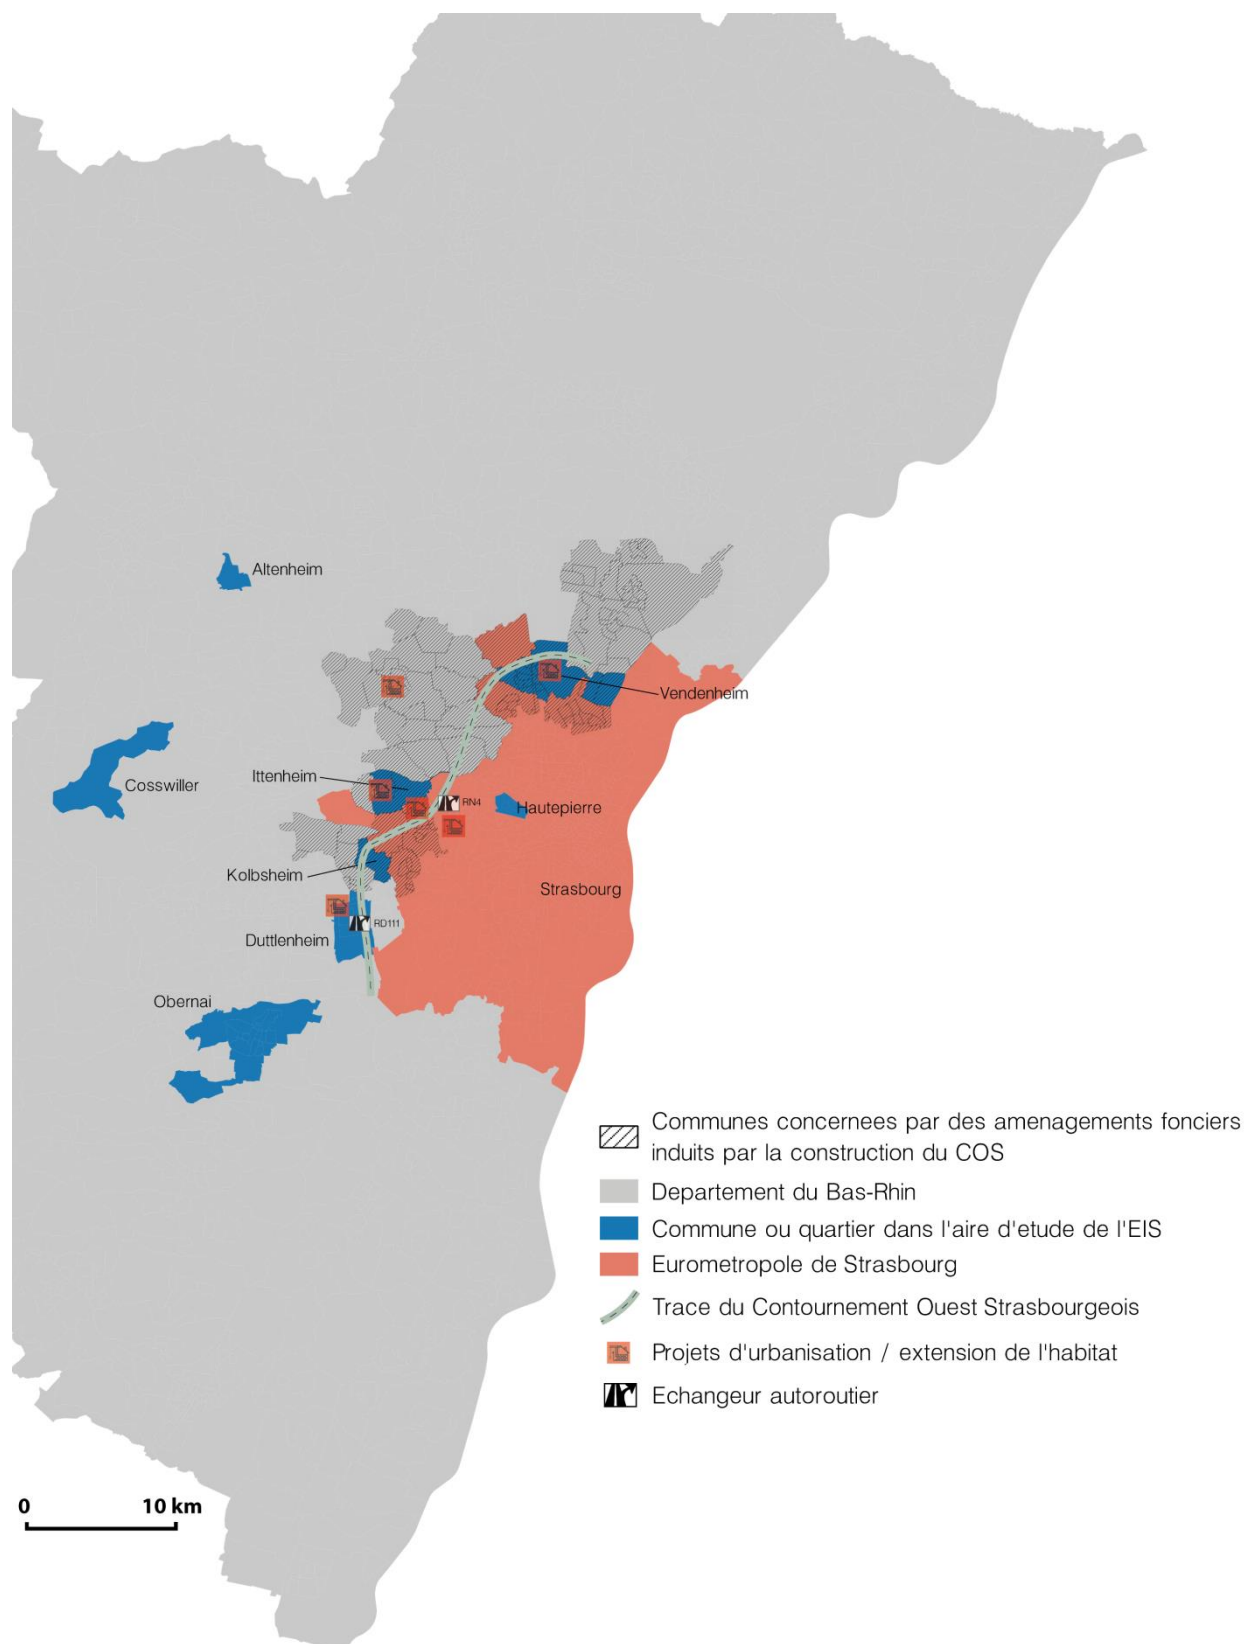 Altenheim
Vendenheim
Ittenheim
Cosswiller
RN4
Hautepierre
Kolbsheim
Strasbourg
RD111
Duttlenheim
Obernai
Communes concernees par des amenagements fonciers
induits par la construction du COS
Departement du Bas-Rhin
Commune ou quartier dans l'aire d'etude de l'EIS
Eurometropole de Strasbourg
Trace du Contournement Ouest Strasbourgeois
Projets d'urbanisation / extension de l'habitat
Echangeur autoroutier
0 10 km